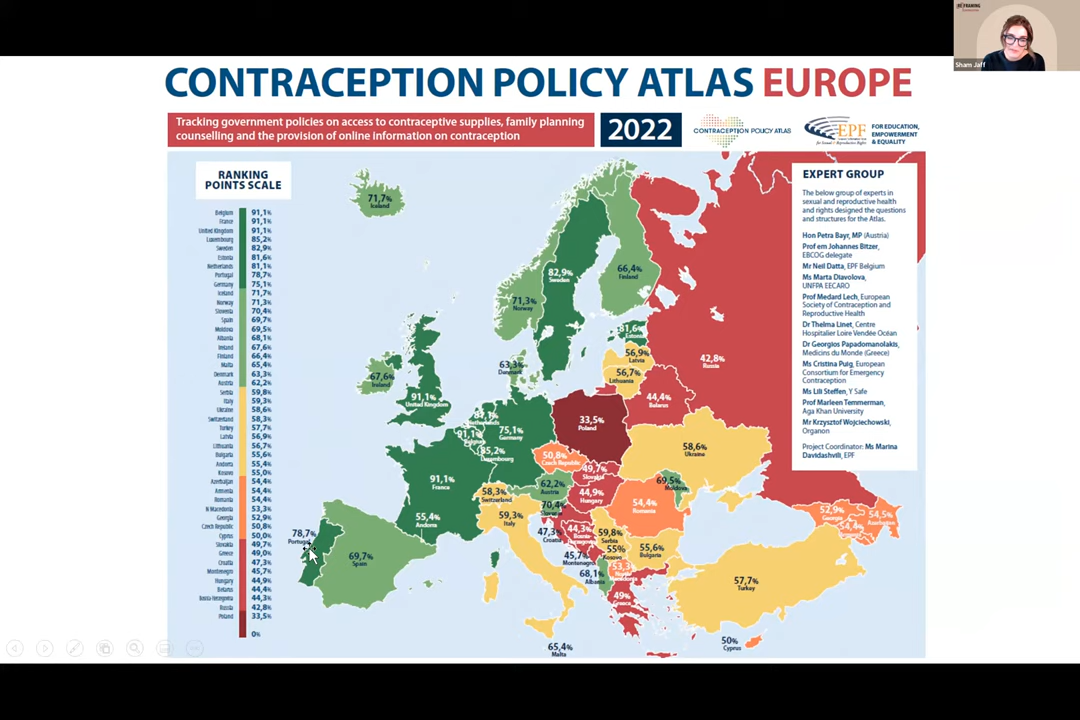 REFRAMING
Sham Jaff
CONTRACEPTION POLICY ATLAS EUROPE
Tracking government policies on access to contraceptive supplies, family planning
counselling and the provision of online information on contraception
2022
CONTRACEPTION POLICY ATLAS
EPF
FOR EDUCATION,
EMPOWERMENT
& EQUALITY
RANKING
POINTS SCALE
Belgium 91,1%
France 91,1%
United Kingdom 91,1%
Luxembourg 85,2%
Sweden 82,9%
Estonia 81,6%
Netherlands 81,1%
Portugal 78,7%
Germany 75,1%
Iceland 71,7%
Norway 71,3%
Slovenia 70,4%
Spain 69,7%
Moldova 69,5%
Albania 68,1%
Ireland 67,6%
Finland 66,4%
Malta 65,4%
Denmark 63,3%
Austria 62,2%
Serbia 59,8%
Italy 59,3%
Ukraine 58,6%
Switzerland 58,3%
Turkey 57,7%
Latvia 56,9%
Lithuania 56,7%
Bulgaria 55,6%
Andorra 55,4%
Kosovo 55,0%
Azerbaijan 54,4%
Armenia 54,4%
Romania 54,4%
N Macedonia 53,3%
Georgia 52,9%
Czech Republic 50,8%
Cyprus 50,0%
Slovakia 49,7%
Greece 49,0%
Croatia 47,3%
Montenegro 45,7%
Hungary 44,9%
Belarus 44,4%
Bosnia-Herzegovina 44,3%
Russia 42,8%
Poland 33,5%
0%
71,7%
Iceland
82,9%
Sweden
66,4%
Finland
71,3%
Norway
81,6%
Estonia
56,9%
Latvia
56,7%
Lithuania
63,3%
Denmark
42,8%
Russia
67,6%
Ireland
91,1%
United Kingdom
44,4%
Belarus
33,5%
Poland
Netherlands
75,1%
Germany
91,1%
85,2%
Luxembourg
50,8%
Czech Republic
49,7%
Slovakia
58,6%
Ukraine
91,1%
France
62,2%
Austria
44,9%
Hungary
69,5%
Moldova
58,3%
Switzerland
70,4%
54,4%
Romania
55,4%
Andorra
59,3%
Italy
47,3%
Croatia
44,3%
59,8%
Serbia
55%
Kosovo
55,6%
Bulgaria
45,7%
Montenegro
53,3%
68,1%
Albania
49%
Greece
57,7%
Turkey
52,9%
Georgia
54,5%
Azerbaijan
54,4%
78,7%
Portugal
69,7%
Spain
65,4%
Malta
50%
Cyprus
EXPERT GROUP
The below group of experts in
sexual and reproductive health
and rights designed the questions
and structures for the Atlas.
Hon Petra Bayr, MP (Austria)
Prof em Johannes Bitzer,
EBCOG delegate
Mr Neil Datta, EPF Belgium
Ms Marta Diavolova,
UNFPA EECARO
Prof Medard Lech, European
Society of Contraception and
Reproductive Health
Dr Thelma Linet, Centre
Hospitalier Loire Vendée Océan
Dr Georgios Papadomanolakis,
Medicins du Monde (Greece)
Ms Cristina Puig, European
Consortium for Emergency
Contraception
Ms Lili Steffen, Y Safe
Prof Marleen Temmerman,
Aga Khan University
Mr Krzysztof Wojciechowski,
Organon
Project Coordinator: Ms Marina
Davidashvili, EPF